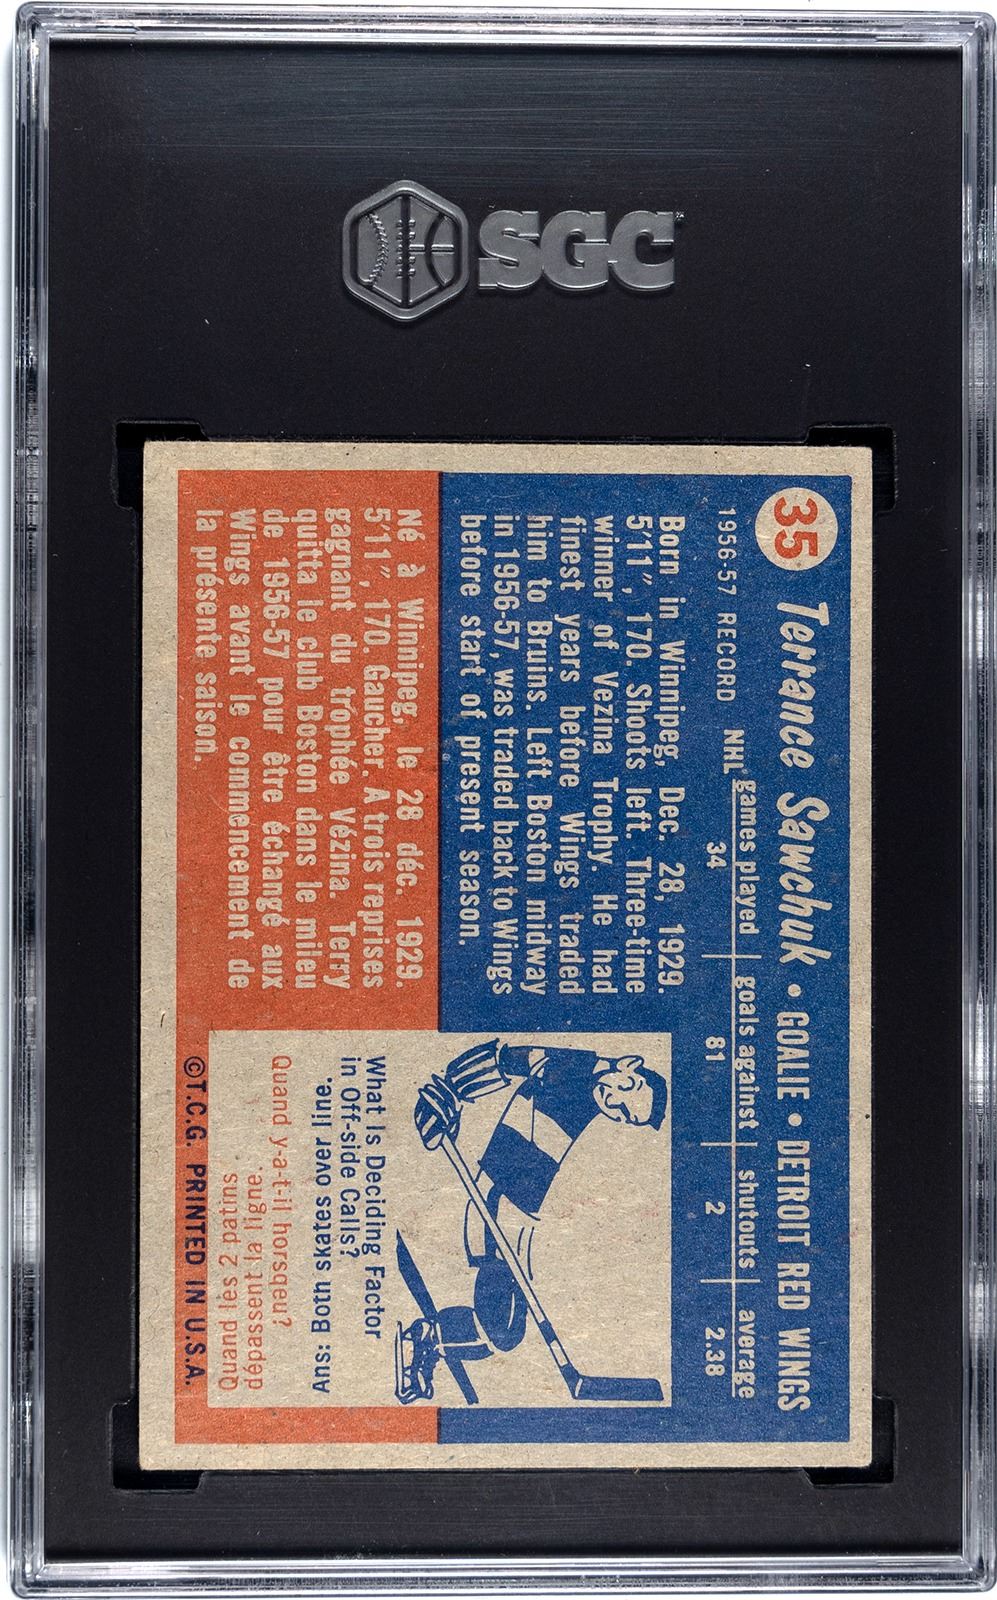 SGC
35 Terrance Sawchuk • GOALIE • DETROIT RED WINGS
1956-57 RECORD NHL games played goals against shutouts average
34 81 2 2.38
Born in Winnipeg, Dec. 28, 1929.
5'11", 170. Shoots left. Three-time
winner of Vezina Trophy. He had
finest years before Wings traded
him to Bruins. Left Boston midway
in 1956-57, was traded back to Wings
before start of present season.
Né à Winnipeg, le 28 déc. 1929.
5'11", 170. Gaucher. A trois reprises
gagnant du trophée Vézina. Terry
quitta le club Boston dans le mileu
de 1956-57 pour être échangé aux
Wings avant le commencement de
la présente saison.
What Is Deciding Factor
in Off-side Calls?
Ans: Both skates over line.
Quand y-a-t-il horsjeu?
Quand les 2 patins
dépassent la ligne.
©T.C.G. PRINTED IN U.S.A.